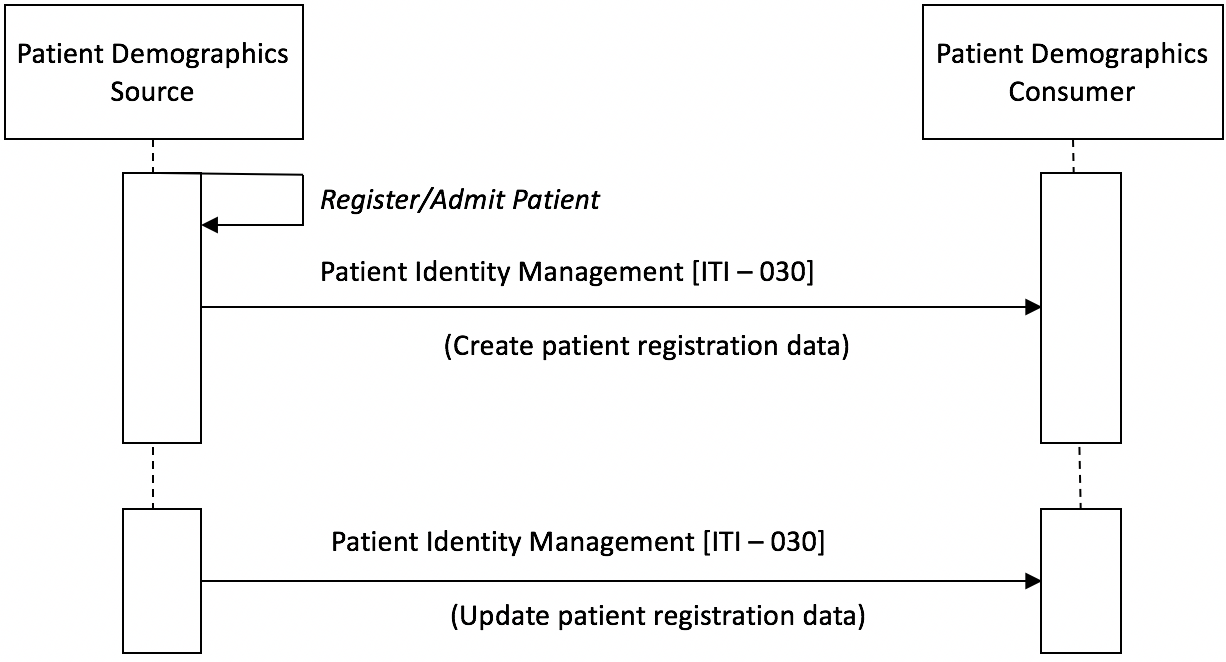 Patient Demographics
Source
Patient Demographics
Consumer
Register/Admit Patient
Patient Identity Management [ITI – 030]
(Create patient registration data)
Patient Identity Management [ITI – 030]
(Update patient registration data)